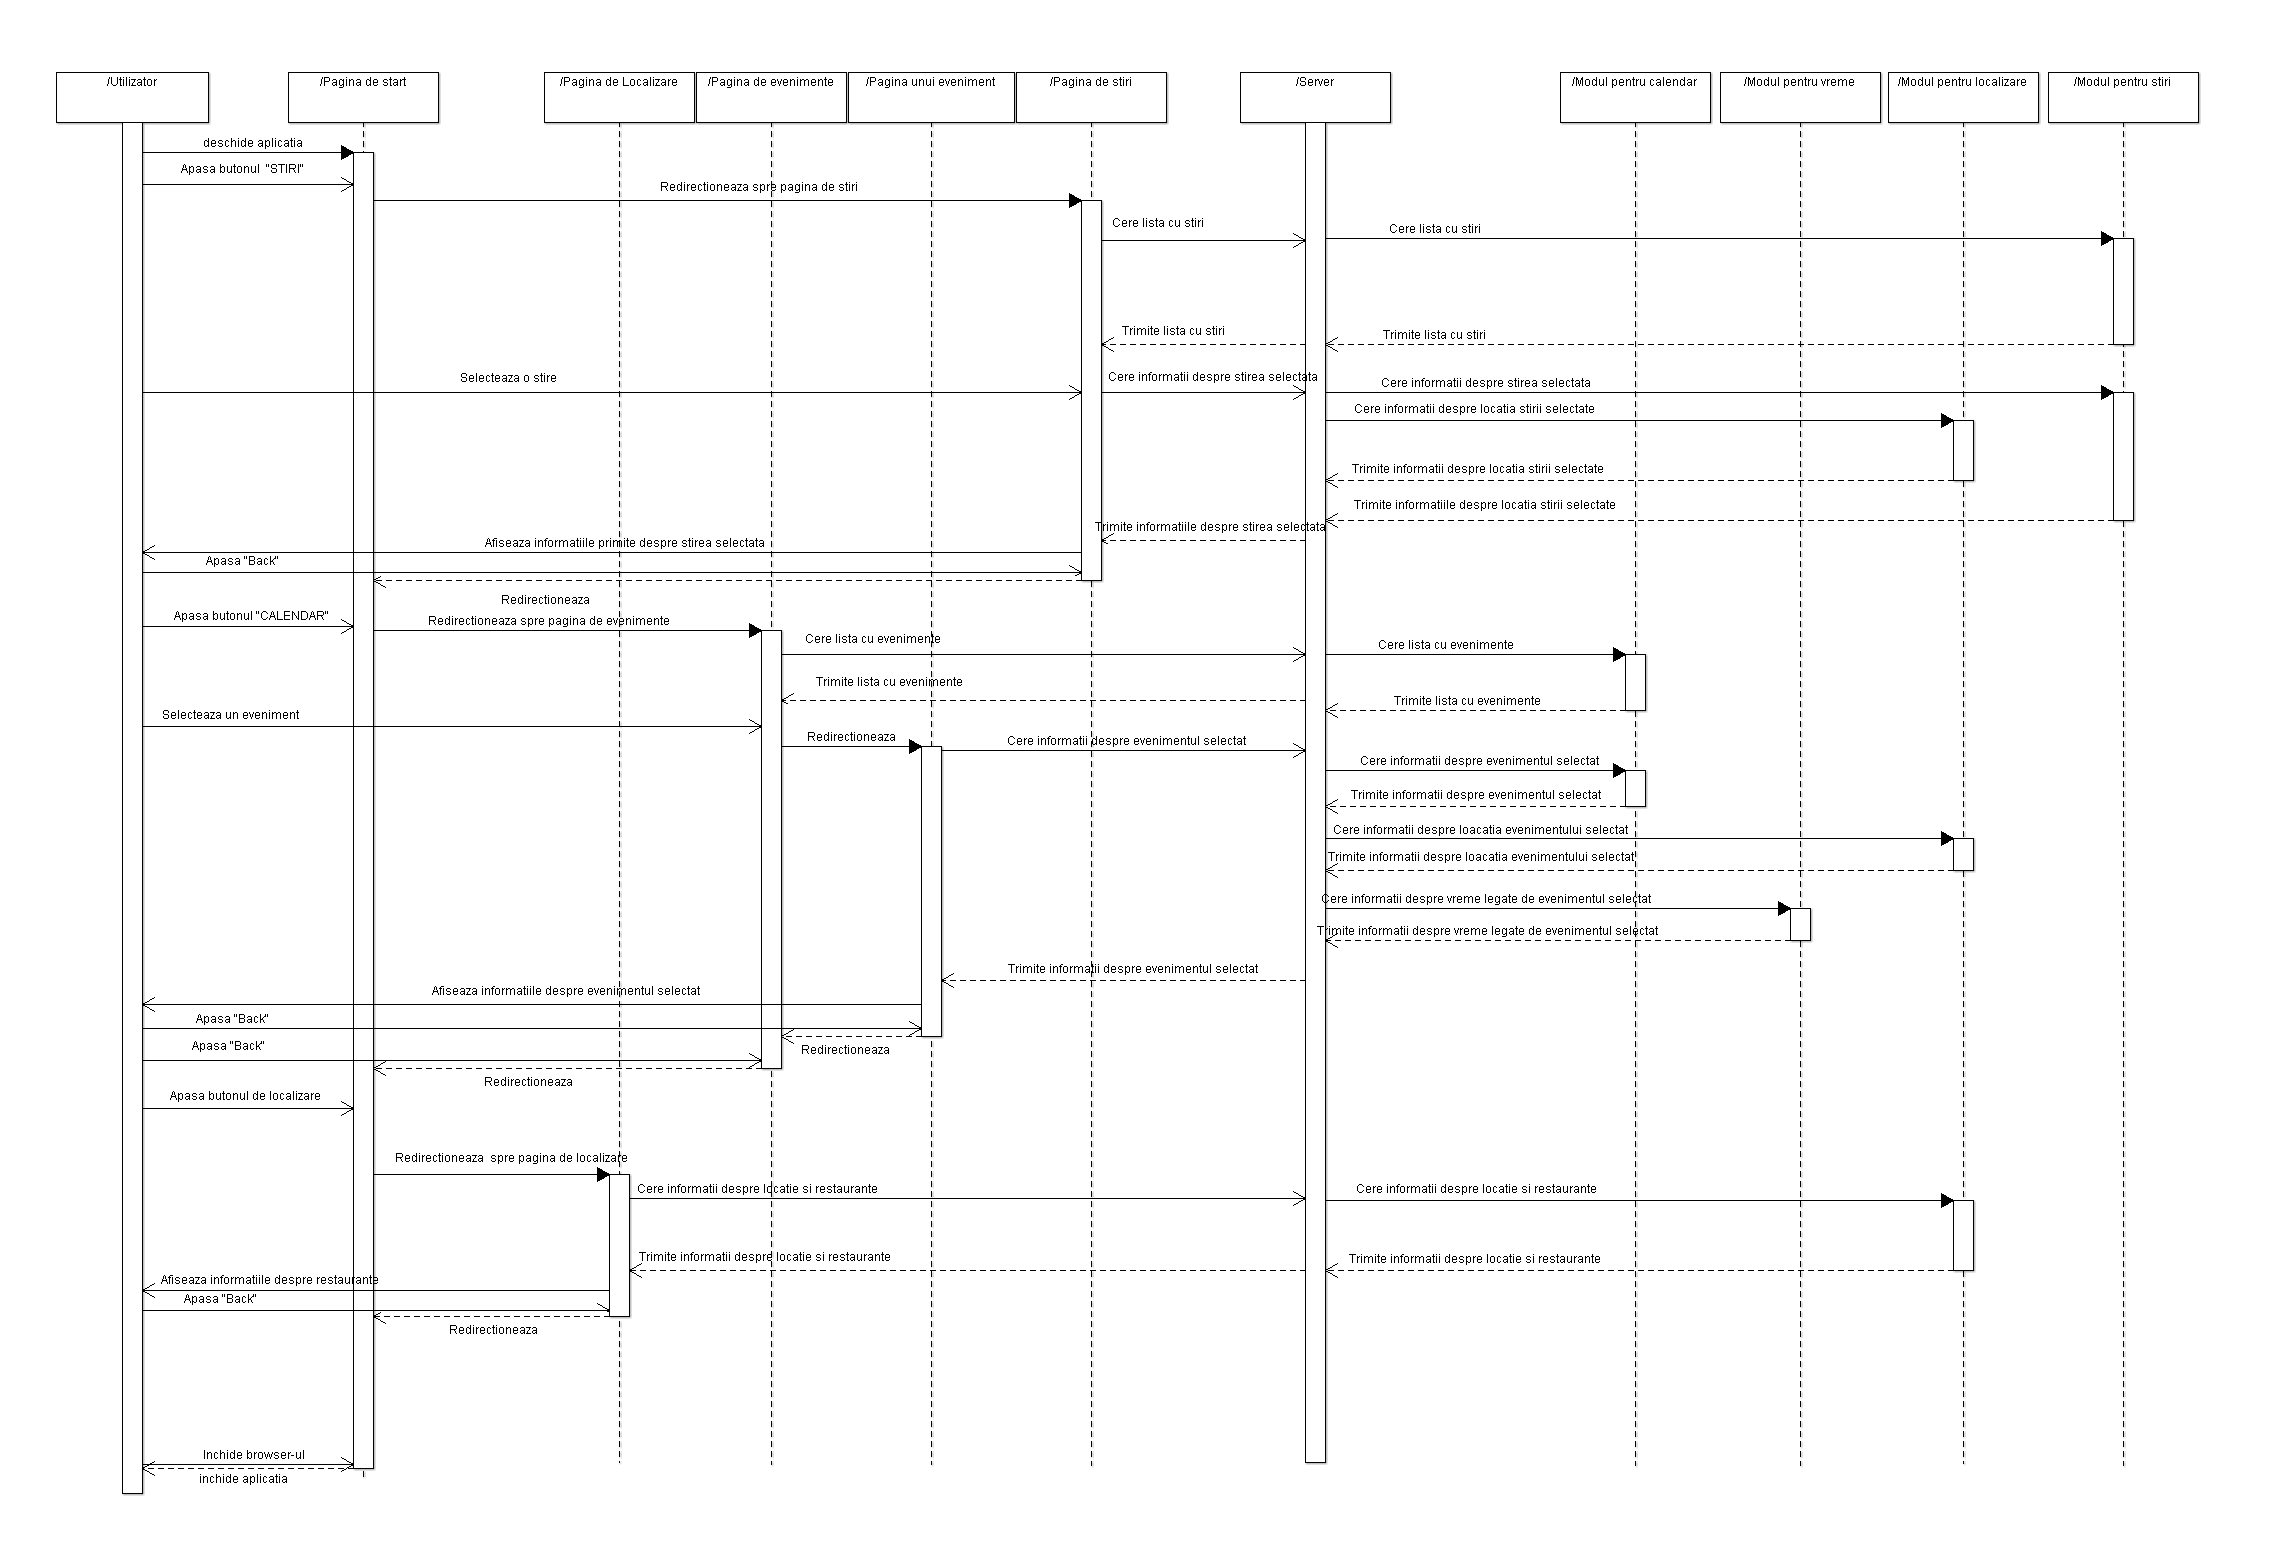 /Utilizator
/Pagina de start
/Pagina de Localizare
/Pagina de evenimente
/Pagina unui eveniment
/Pagina de stiri
/Server
/Modul pentru calendar
/Modul pentru vreme
/Modul pentru localizare
/Modul pentru stiri
deschide aplicatia
Apasa butonul "STIRI"
Redirectioneaza spre pagina de stiri
Cere lista cu stiri
Cere lista cu stiri
Trimite lista cu stiri
Trimite lista cu stiri
Selecteaza o stire
Cere informatii despre stirea selectata
Cere informatii despre stirea selectata
Cere informatii despre locatia stirii selectate
Trimite informatii despre locatia stirii selectate
Trimite informatiile despre locatia stirii selectate
Trimite informatiile despre stirea selectata
Afiseaza informatiile primite despre stirea selectata
Apasa "Back"
Redirectioneaza
Apasa butonul "CALENDAR"
Redirectioneaza spre pagina de evenimente
Cere lista cu evenimente
Cere lista cu evenimente
Trimite lista cu evenimente
Trimite lista cu evenimente
Selecteaza un eveniment
Redirectioneaza
Cere informatii despre evenimentul selectat
Cere informatii despre evenimentul selectat
Trimite informatii despre evenimentul selectat
Cere informatii despre loacatia evenimentului selectat
Trimite informatii despre loacatia evenimentului selectat
Cere informatii despre vreme legate de evenimentul selectat
Trimite informatii despre vreme legate de evenimentul selectat
Trimite informatii despre evenimentul selectat
Afiseaza informatiile despre evenimentul selectat
Apasa "Back"
Apasa "Back"
Redirectioneaza
Redirectioneaza
Apasa butonul de localizare
Redirectioneaza spre pagina de localizare
Cere informatii despre locatie si restaurante
Cere informatii despre locatie si restaurante
Trimite informatii despre locatie si restaurante
Trimite informatii despre locatie si restaurante
Afiseaza informatiile despre restaurante
Apasa "Back"
Redirectioneaza
Inchide browser-ul
inchide aplicatia